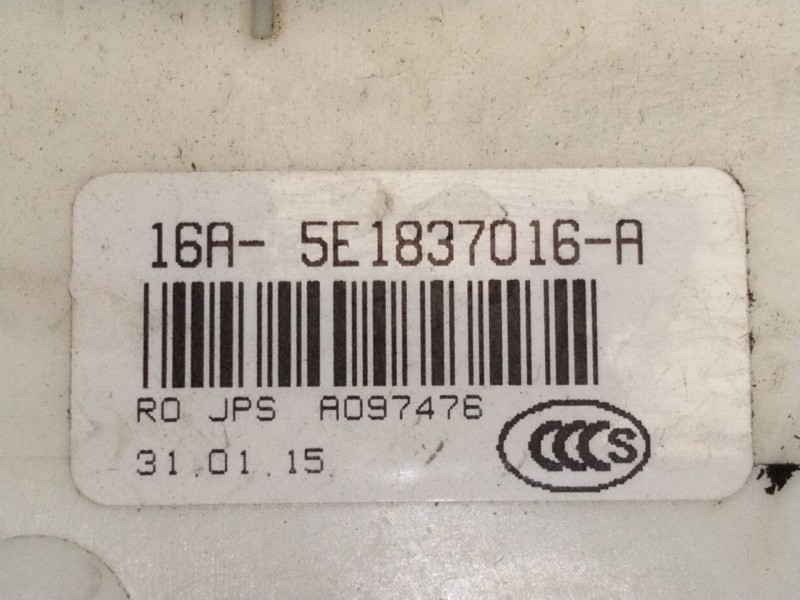 16A- 5E1837016-A
RO JPS A097476
31.01.15
CCCS